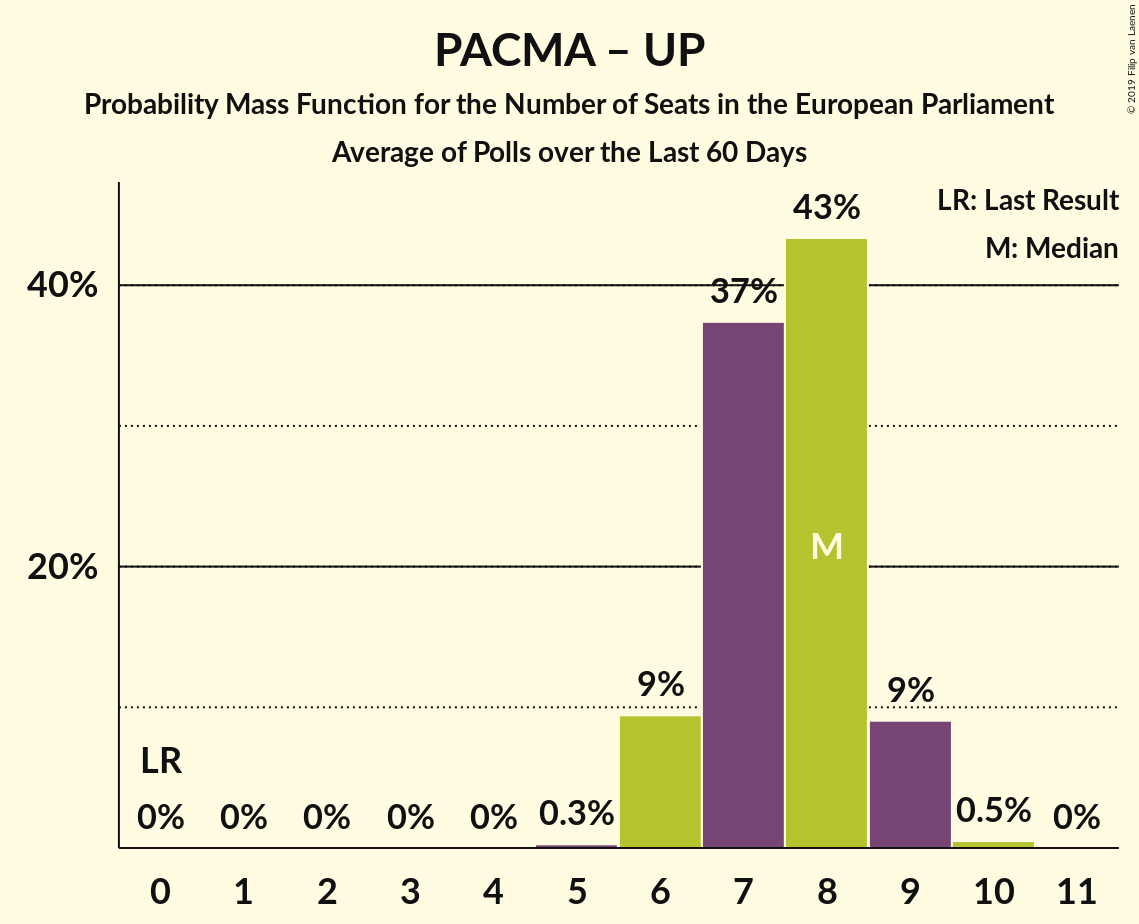 PACMA – UP
Probability Mass Function for the Number of Seats in the European Parliament
Average of Polls over the Last 60 Days
© 2019 Filip van Laenen
LR: Last Result
M: Median
43%
40%
37%
M
20%
9%
9%
LR
0%
0%
0%
0%
0%
0.3%
0.5%
0%
0 1 2 3 4 5 6 7 8 9 10 11